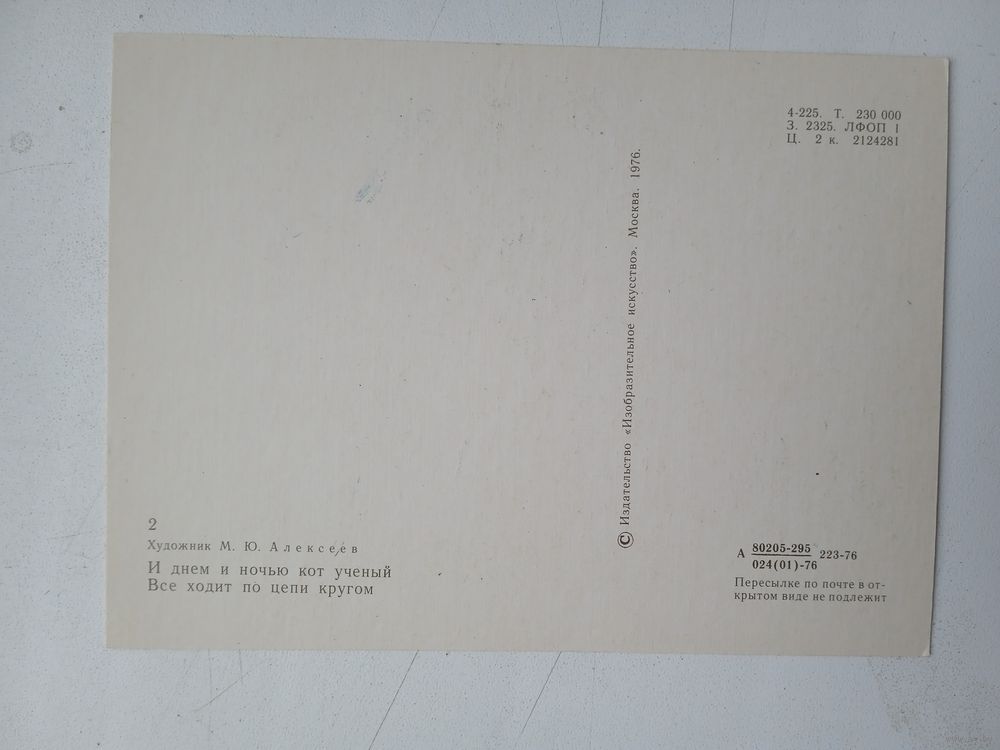 4-225. Т. 230 000
З. 2325. ЛФОП 1
Ц. 2 к. 2124281
© Издательство «Изобразительное искусство». Москва. 1976.
2
Художник М. Ю. Алексеев
И днем и ночью кот ученый
Все ходит по цепи кругом
А 80205-295 223-76
024(01)-76
Пересылке по почте в от-
крытом виде не подлежит